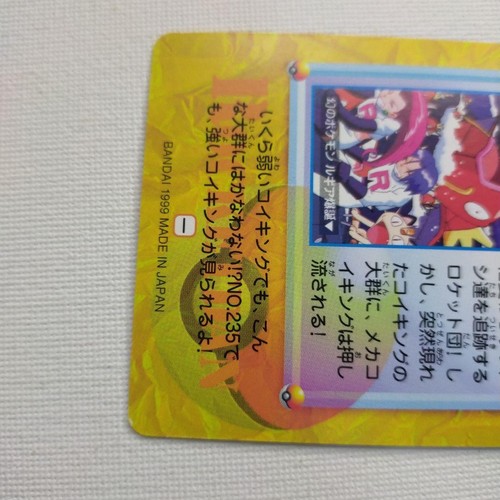 幻のポケモン ルギア爆誕▼
シ達を追跡する
ロケット団！し
かし、突然現れ
たコイキングの
大群に、メカコ
イキングは押し
流される！
いくら弱いコイキングでも、こん
な大群にはかなわない!?NO.235で
も、強いコイキングが見られるよ！
一
BANDAI 1999 MADE IN JAPAN